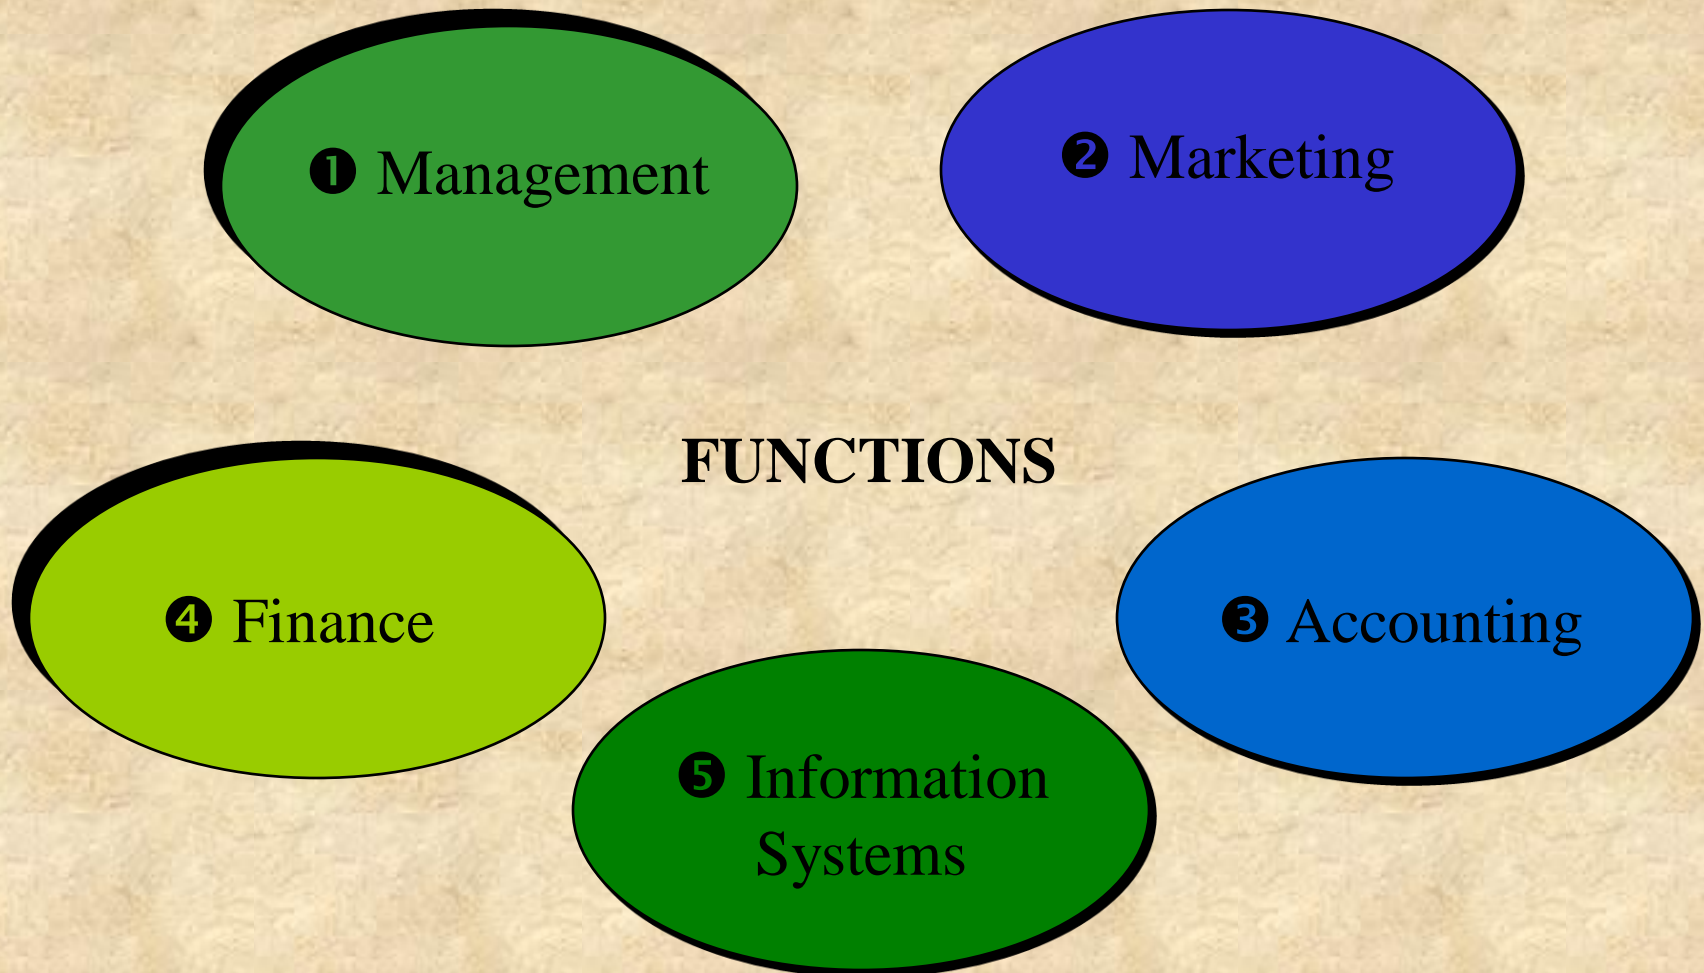 ❶ Management
❷ Marketing
FUNCTIONS
❹ Finance
❸ Accounting
❺ Information
Systems